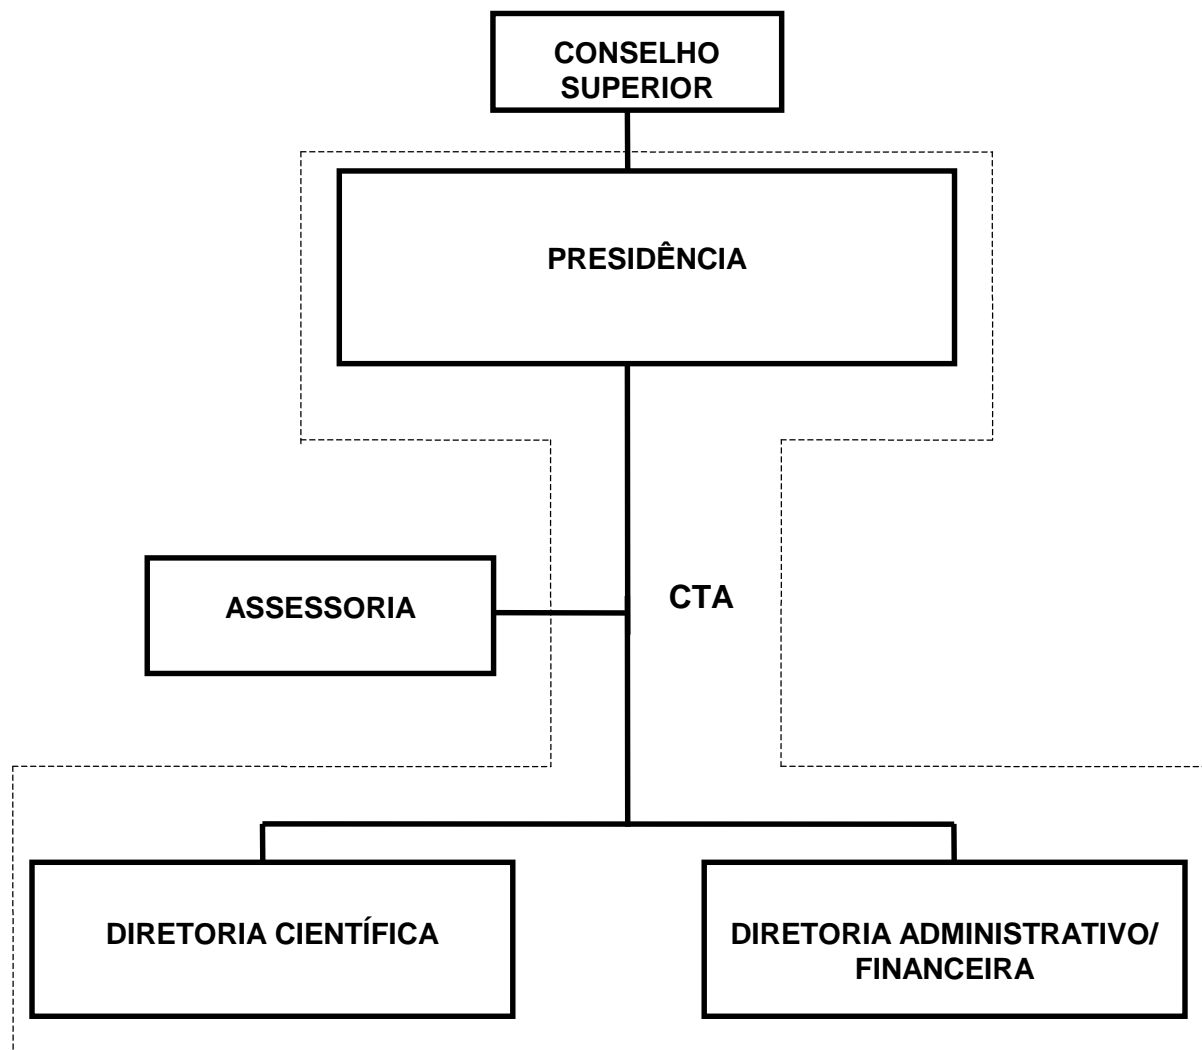 CONSELHO
SUPERIOR
PRESIDÊNCIA
ASSESSORIA
CTA
DIRETORIA CIENTÍFICA
DIRETORIA ADMINISTRATIVO/
FINANCEIRA